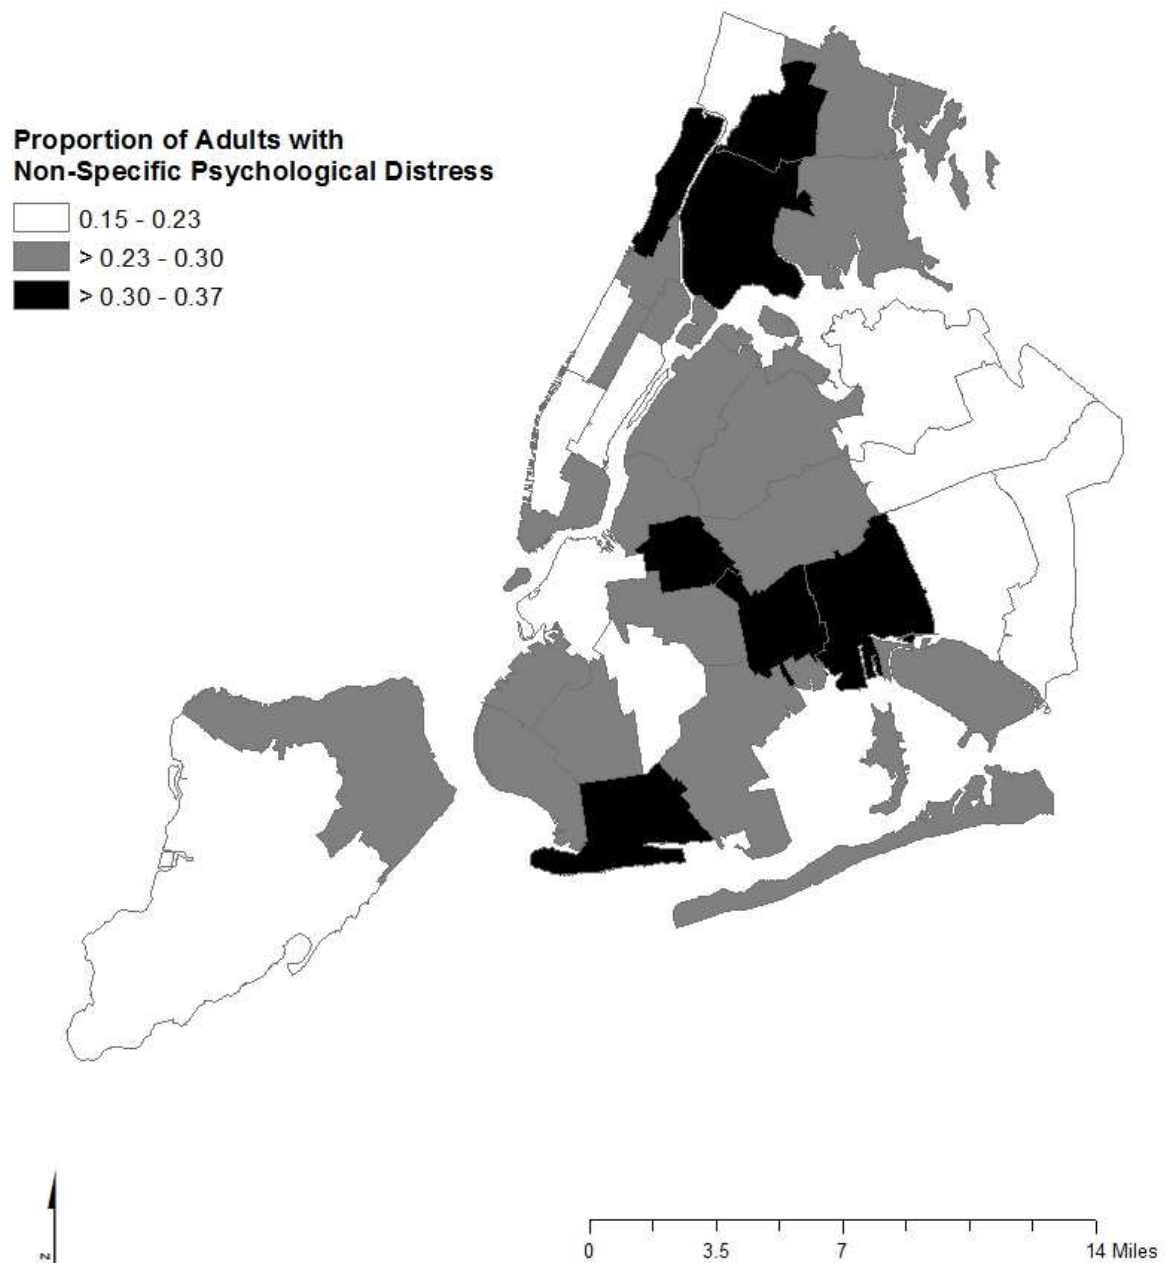 Proportion of Adults with
Non-Specific Psychological Distress
0.15 - 0.23
> 0.23 - 0.30
> 0.30 - 0.37
N
0 3.5 7 14 Miles